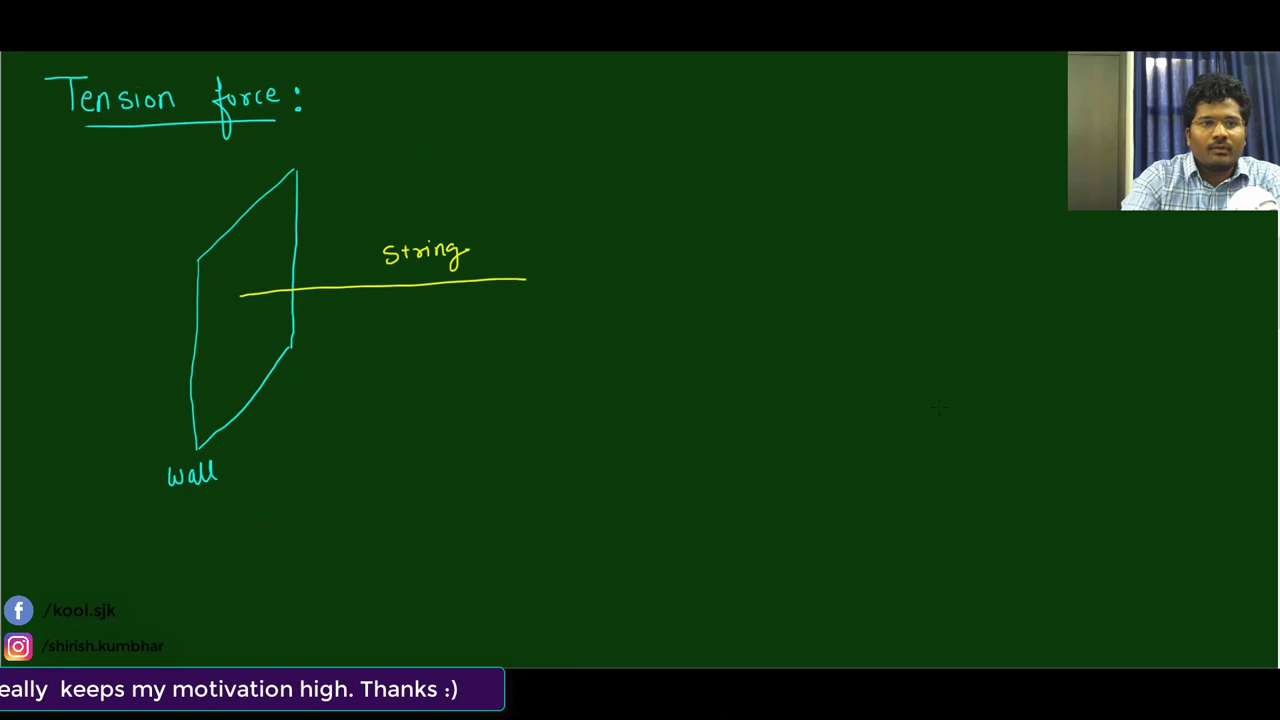 Tension force:
string
wall
/kool.sjk
/shirish.kumbhar
eally keeps my motivation high. Thanks :)